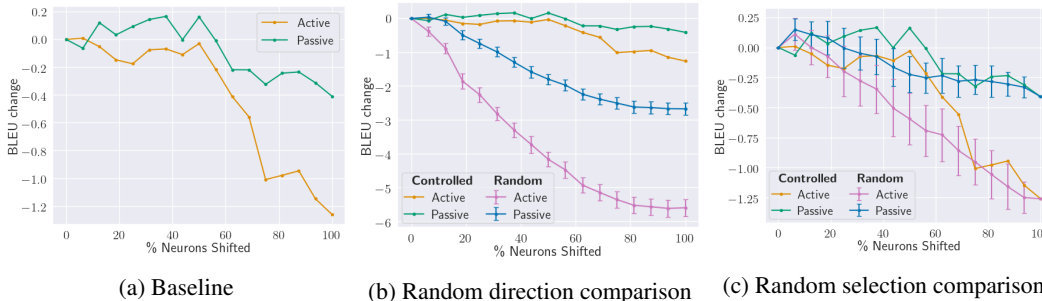 0.2
0.0
−0.2
−0.4
−0.6
−0.8
−1.0
−1.2
BLEU change
Active
Passive
0 20 40 60 80 100
% Neurons Shifted
(a) Baseline
0
−1
−2
−3
−4
−5
−6
BLEU change
Controlled Random
Active Active
Passive Passive
0 20 40 60 80 100
% Neurons Shifted
(b) Random direction comparison
0.25
0.00
−0.25
−0.50
−0.75
−1.00
−1.25
BLEU change
Controlled Random
Active Active
Passive Passive
0 20 40 60 80 100
% Neurons Shifted
(c) Random selection comparison